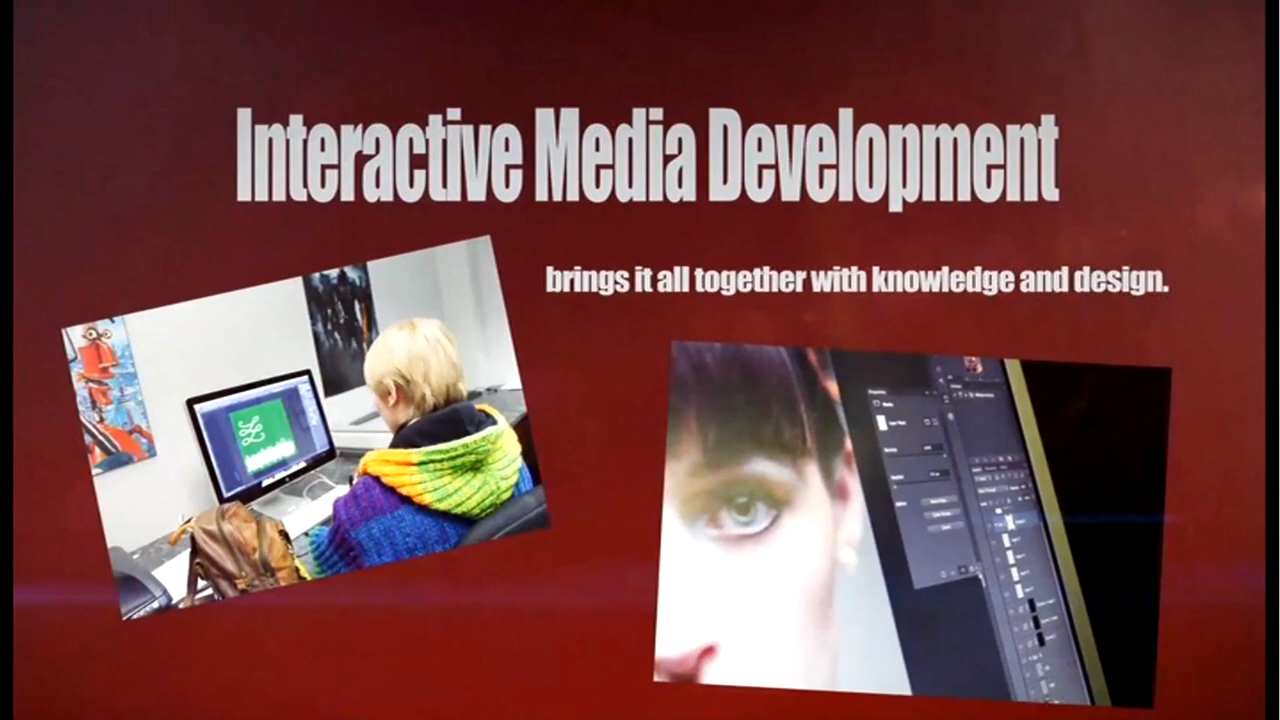 Interactive Media Development
brings it all together with knowledge and design.